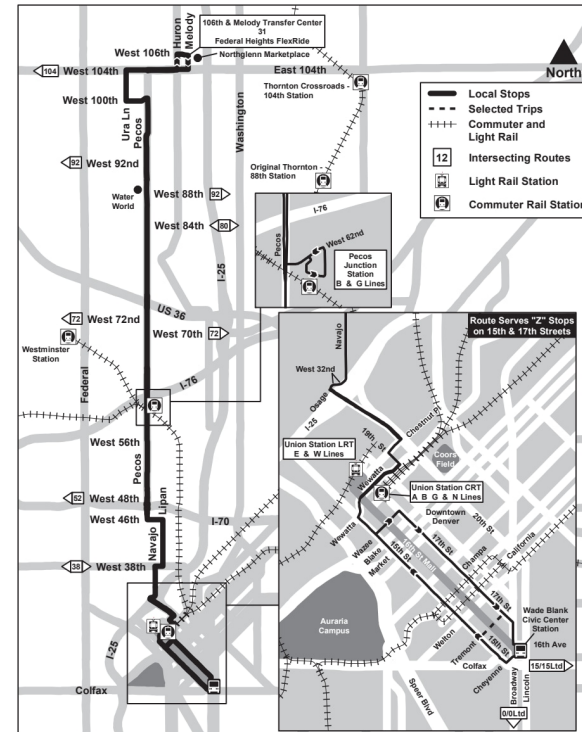 106th & Melody Transfer Center
31
Federal Heights FlexRide
Huron
Melody
West 106th
Northglenn Marketplace
104
West 104th
East 104th
North
Thornton Crossroads -
104th Station
West 100th
Ura Ln
Pecos
Washington
Local Stops
Selected Trips
Commuter and
Light Rail
12
Intersecting Routes
Light Rail Station
Commuter Rail Station
92
West 92nd
Original Thornton -
88th Station
Water
World
West 88th
92
West 84th
80
I-25
I-76
Pecos
West 62nd
Pecos
Junction
Station
B & G Lines
US 36
72
West 72nd
West 70th
72
Westminster
Station
Federal
I-76
Route Serves "Z" Stops
on 15th & 17th Streets
Navajo
West 32nd
Osage
I-25
Chestnut Pl
19th St
Union Station LRT
E & W Lines
Coors
Field
Wewatta
Union Station CRT
A B G & N Lines
West 56th
Pecos
52
West 48th
Lipan
West 46th
I-70
Navajo
38
West 38th
I-25
Colfax
Wewatta
Wazee
Blake
Market
Downtown
Denver
20th St
17th St
16th St Mall
15th St
Champa
California
17th St
Wade Blank
Civic Center
Station
16th Ave
Auraria
Campus
Welton
Tremont
15th St
Colfax
Cheyenne
Speer Blvd
Broadway
Lincoln
15/15Ltd
0/0Ltd